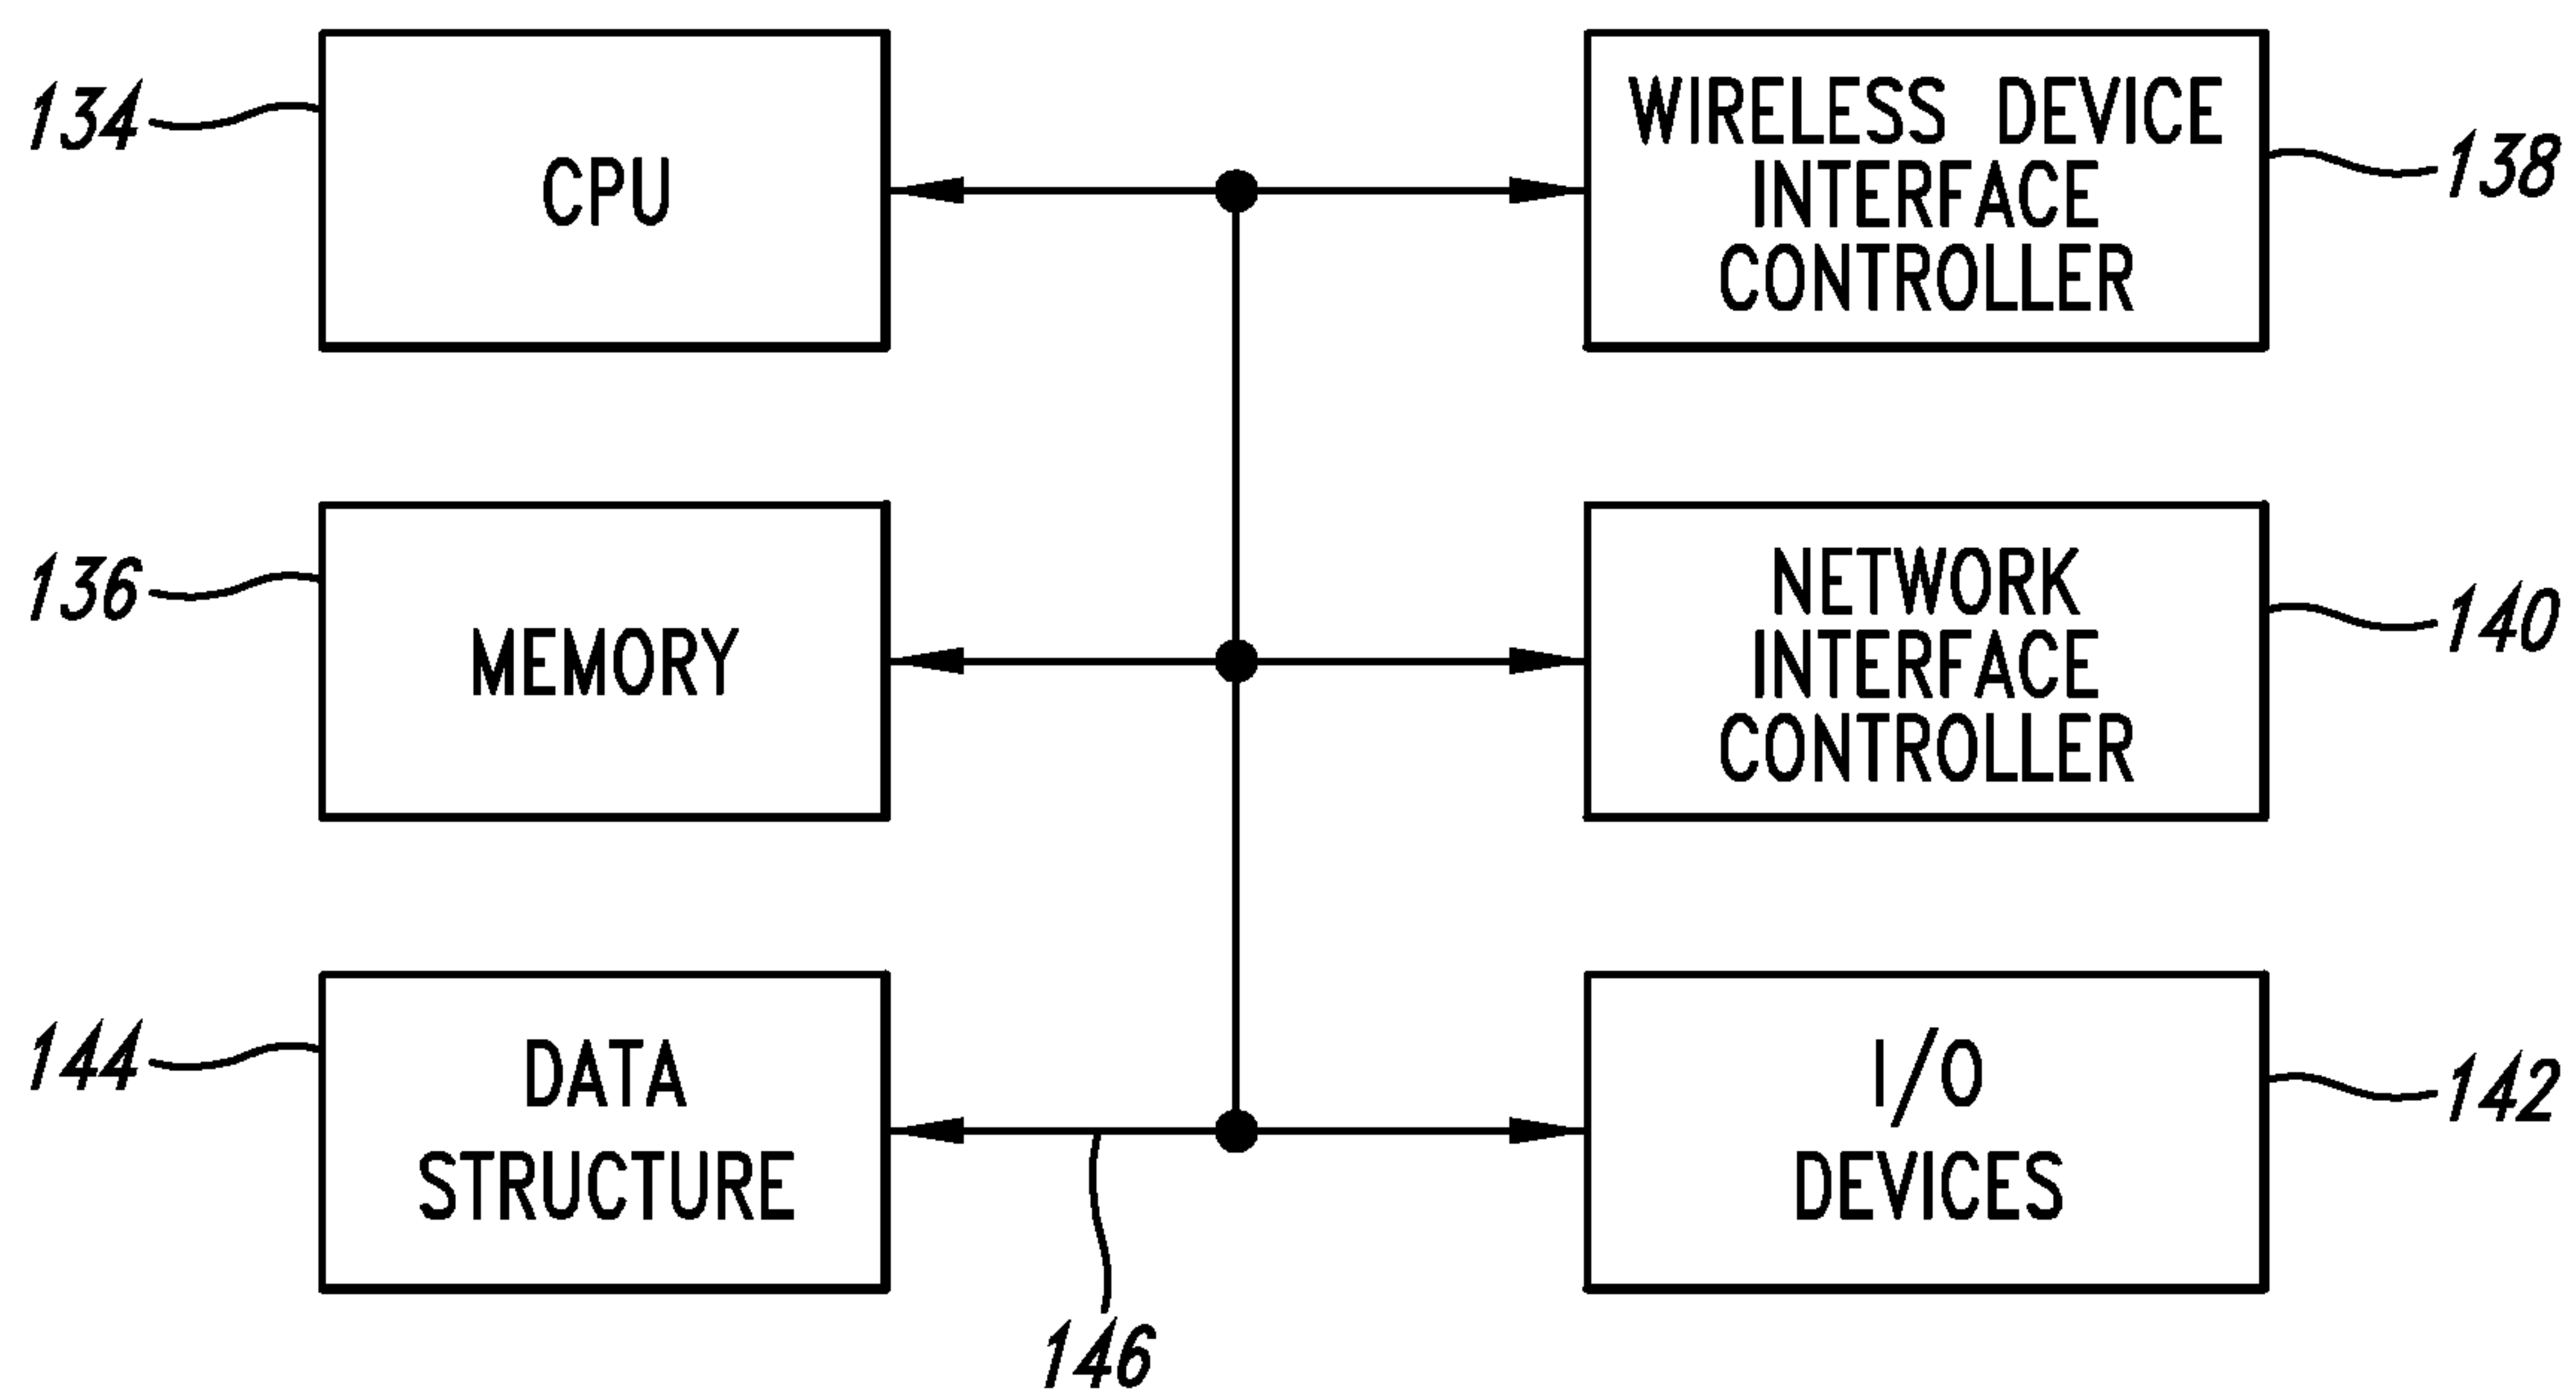 134
CPU
WIRELESS DEVICE
INTERFACE
CONTROLLER
138
136
MEMORY
NETWORK
INTERFACE
CONTROLLER
140
144
DATA
STRUCTURE
I/O
DEVICES
142
146